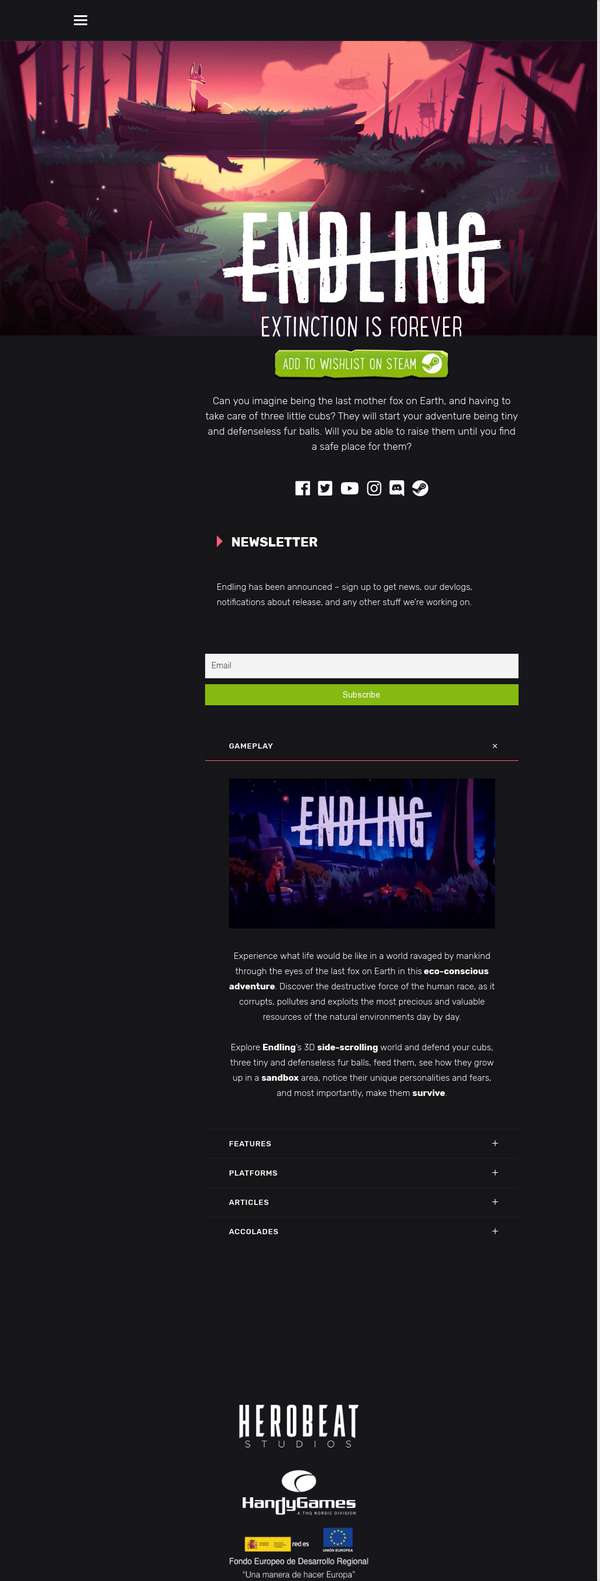 ENDLING
EXTINCTION IS FOREVER
ADD TO WISHLIST ON STEAM
Can you imagine being the last mother fox on Earth, and having to
take care of three little cubs? They will start your adventure being tiny
and defenseless fur balls. Will you be able to raise them until you find
a safe place for them?
NEWSLETTER
Endling has been announced – sign up to get news, our devlogs,
notifications about release, and any other stuff we're working on.
Email
Subscribe
GAMEPLAY
ENDLING
Experience what life would be like in a world ravaged by mankind
through the eyes of the last fox on Earth in this eco-conscious
adventure. Discover the destructive force of the human race, as it
corrupts, pollutes and exploits the most precious and valuable
resources of the natural environments day by day.
Explore Endling's 3D side-scrolling world and defend your cubs,
three tiny and defenseless fur balls, feed them, see how they grow
up in a sandbox area, notice their unique personalities and fears,
and most importantly, make them survive.
FEATURES
PLATFORMS
ARTICLES
ACCOLADES
HEROBEAT
STUDIOS
HandyGames
A THQ NORDIC DIVISION
red.es
UNIÓN EUROPEA
Fondo Europeo de Desarrollo Regional
"Una manera de hacer Europa"